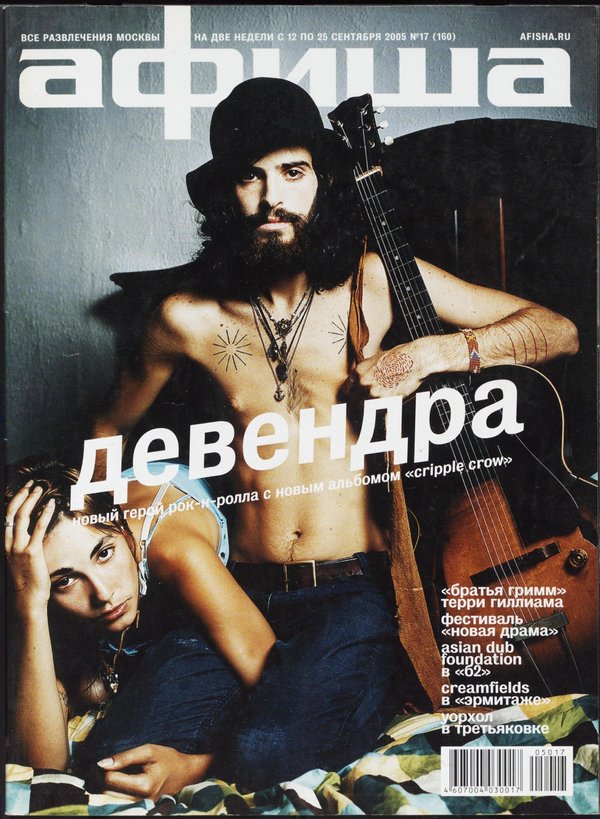 ВСЕ РАЗВЛЕЧЕНИЯ МОСКВЫ НА ДВЕ НЕДЕЛИ С 12 ПО 25 СЕНТЯБРЯ 2005 №17 (160) AFISHA.RU
афиша
девендра
новый герой рок-н-ролла с новым альбомом «cripple crow»
«братья гримм»
терри гиллиама
фестиваль
«новая драма»
asian dub
foundation
в «б2»
creamfields
в «эрмитаже»
уорхол
в третьяковке
05017
4 607004 030017